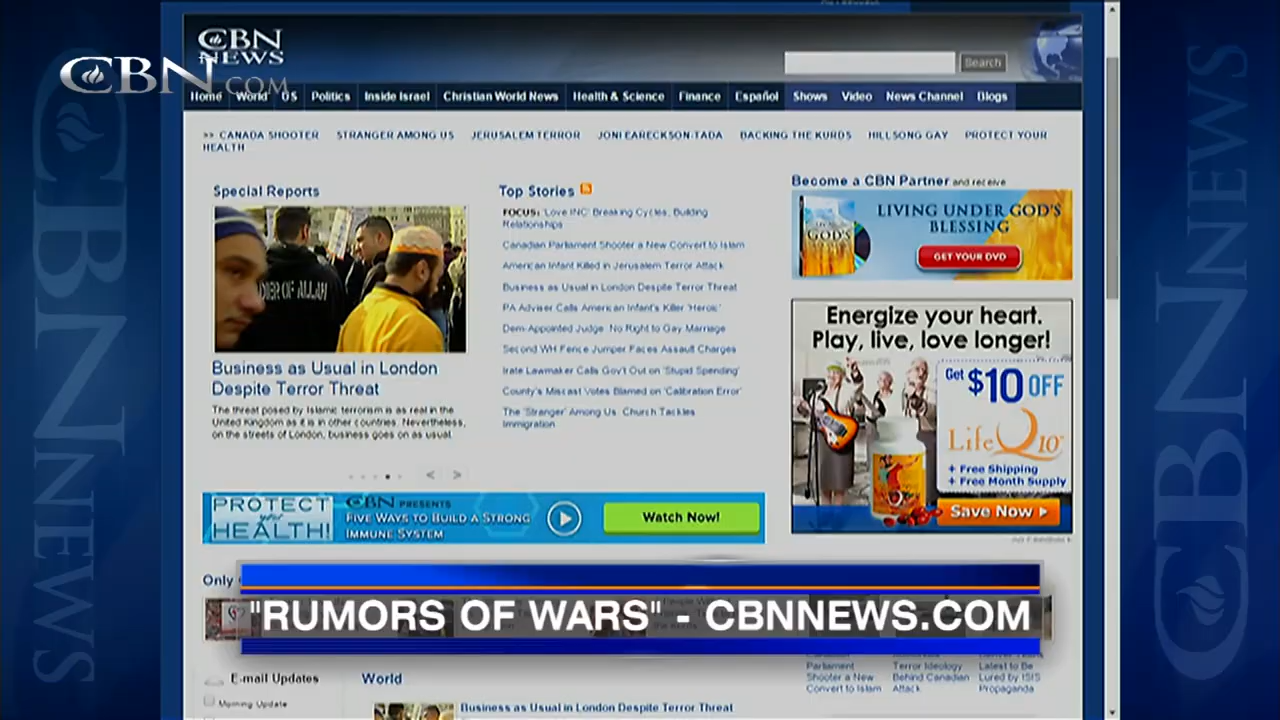 CBN
NEWS
CBN.COM
Search
Home World US Politics Inside Israel Christian World News Health & Science Finance Español Shows Video News Channel Blogs
>> CANADA SHOOTER STRANGER AMONG US JERUSALEM TERROR JONI EARECKSON-TADA BACKING THE KURDS HILLSONG GAY PROTECT YOUR
HEALTH
Special Reports
DIER OF ALLAH
Business as Usual in London
Despite Terror Threat
The threat posed by Islamic terrorism is as real in the
United Kingdom as it is in other countries. Nevertheless,
on the streets of London, business goes on as usual.
Top Stories
FOCUS: 'Love INC' Breaking Cycles, Building
Relationships
Canadian Parliament Shooter a New Convert to Islam
American Infant Killed in Jerusalem Terror Attack
Business as Usual in London Despite Terror Threat
PA Adviser Calls American Infant's Killer 'Heroic'
Dem-Appointed Judge: No Right to Gay Marriage
Second WH Fence Jumper Faces Assault Charges
Irate Lawmaker Calls Gov't Out on 'Stupid Spending'
County's Miscast Votes Blamed on 'Calibration Error'
The 'Stranger' Among Us: Church Tackles
Immigration
Become a CBN Partner and receive
LIVING UNDER GOD'S
BLESSING
GOD'S
GET YOUR DVD
Energize your heart.
Play, live, love longer!
Get $10 OFF
LifeQ10
+ Free Shipping
+ Free Month Supply
Save Now
PROTECT
your
HEALTH!
CBN PRESENTS
FIVE WAYS TO BUILD A STRONG
IMMUNE SYSTEM
Watch Now!
Only
"RUMORS OF WARS" - CBNNEWS.COM
Parliament
Shooter a New
Convert to Islam
Terror Ideology
Behind Canadian
Attack
Latest to Be
Lured by ISIS
Propaganda
E-mail Updates
Morning Update
World
Business as Usual in London Despite Terror Threat
CBN NEWS
CBN NEWS